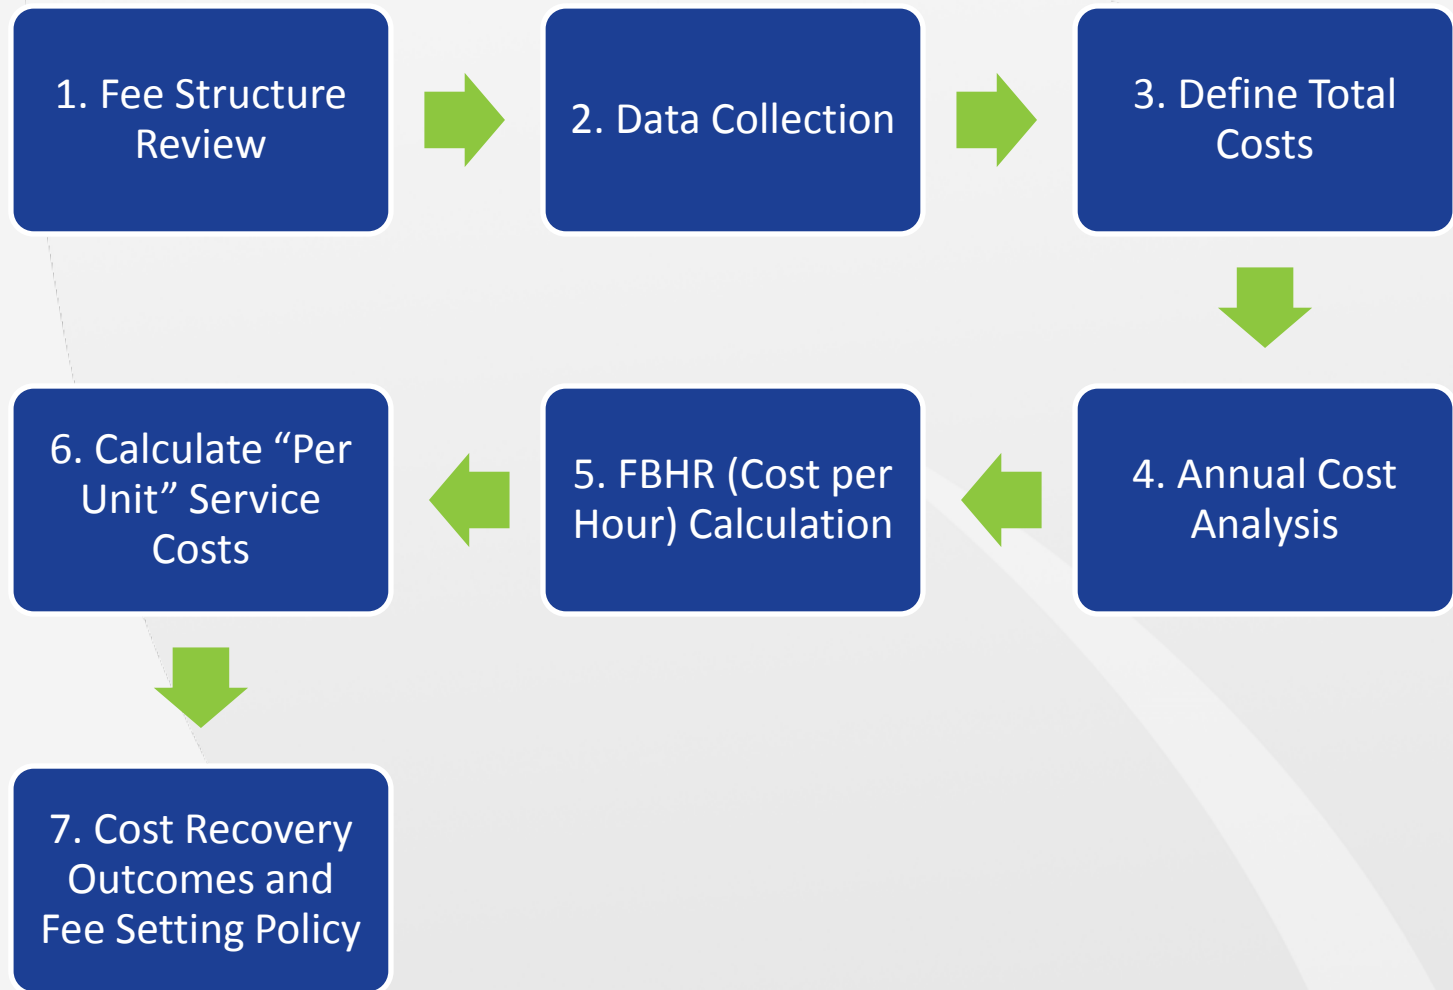 1. Fee Structure
Review
2. Data Collection
3. Define Total
Costs
4. Annual Cost
Analysis
5. FBHR (Cost per
Hour) Calculation
6. Calculate “Per
Unit” Service
Costs
7. Cost Recovery
Outcomes and
Fee Setting Policy